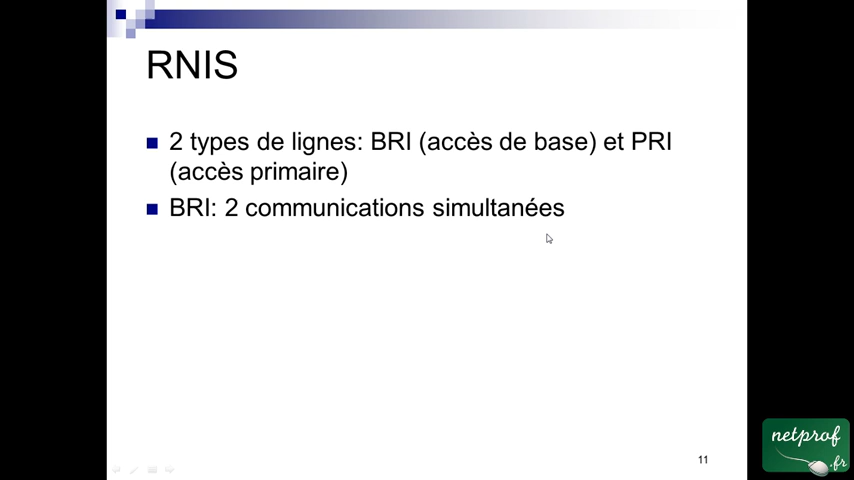 RNIS
2 types de lignes: BRI (accès de base) et PRI
(accès primaire)
BRI: 2 communications simultanées
11
netprof
.fr